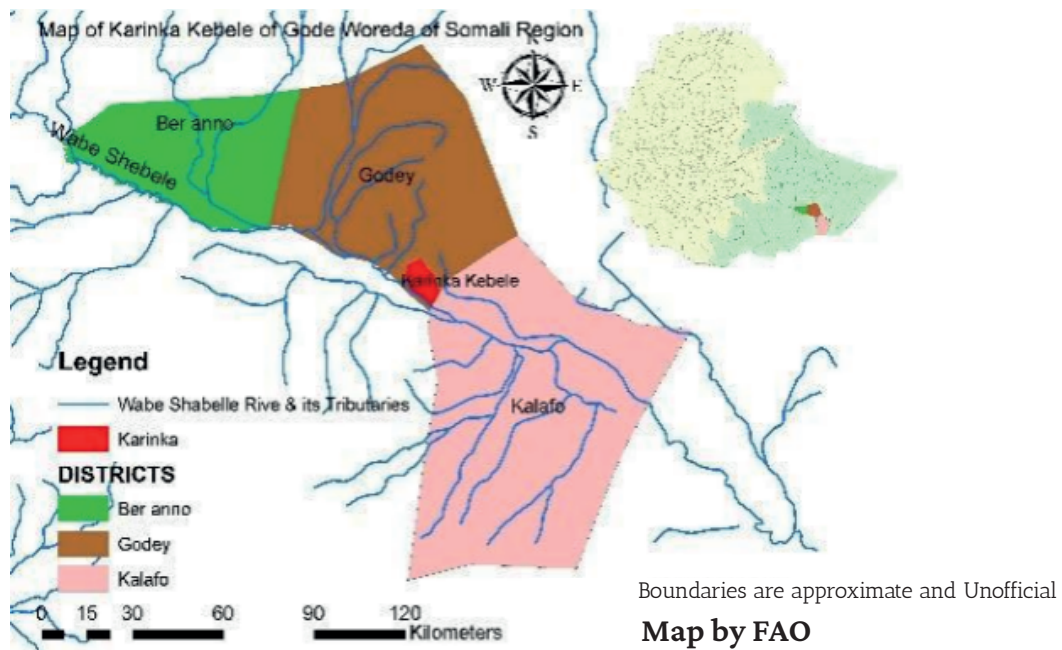 Map of Karinka Kebele of Gode Woreda of Somali Region
N
W E
S
Ber anno
Wabe Shebele
Godey
Karinka Kebele
Kalafo
Legend
Wabe Shabelle Rive & its Tributaries
Karinka
DISTRICTS
Ber anno
Godey
Kalafo
0 15 30 60 90 120
Kilometers
Boundaries are approximate and Unofficial
Map by FAO